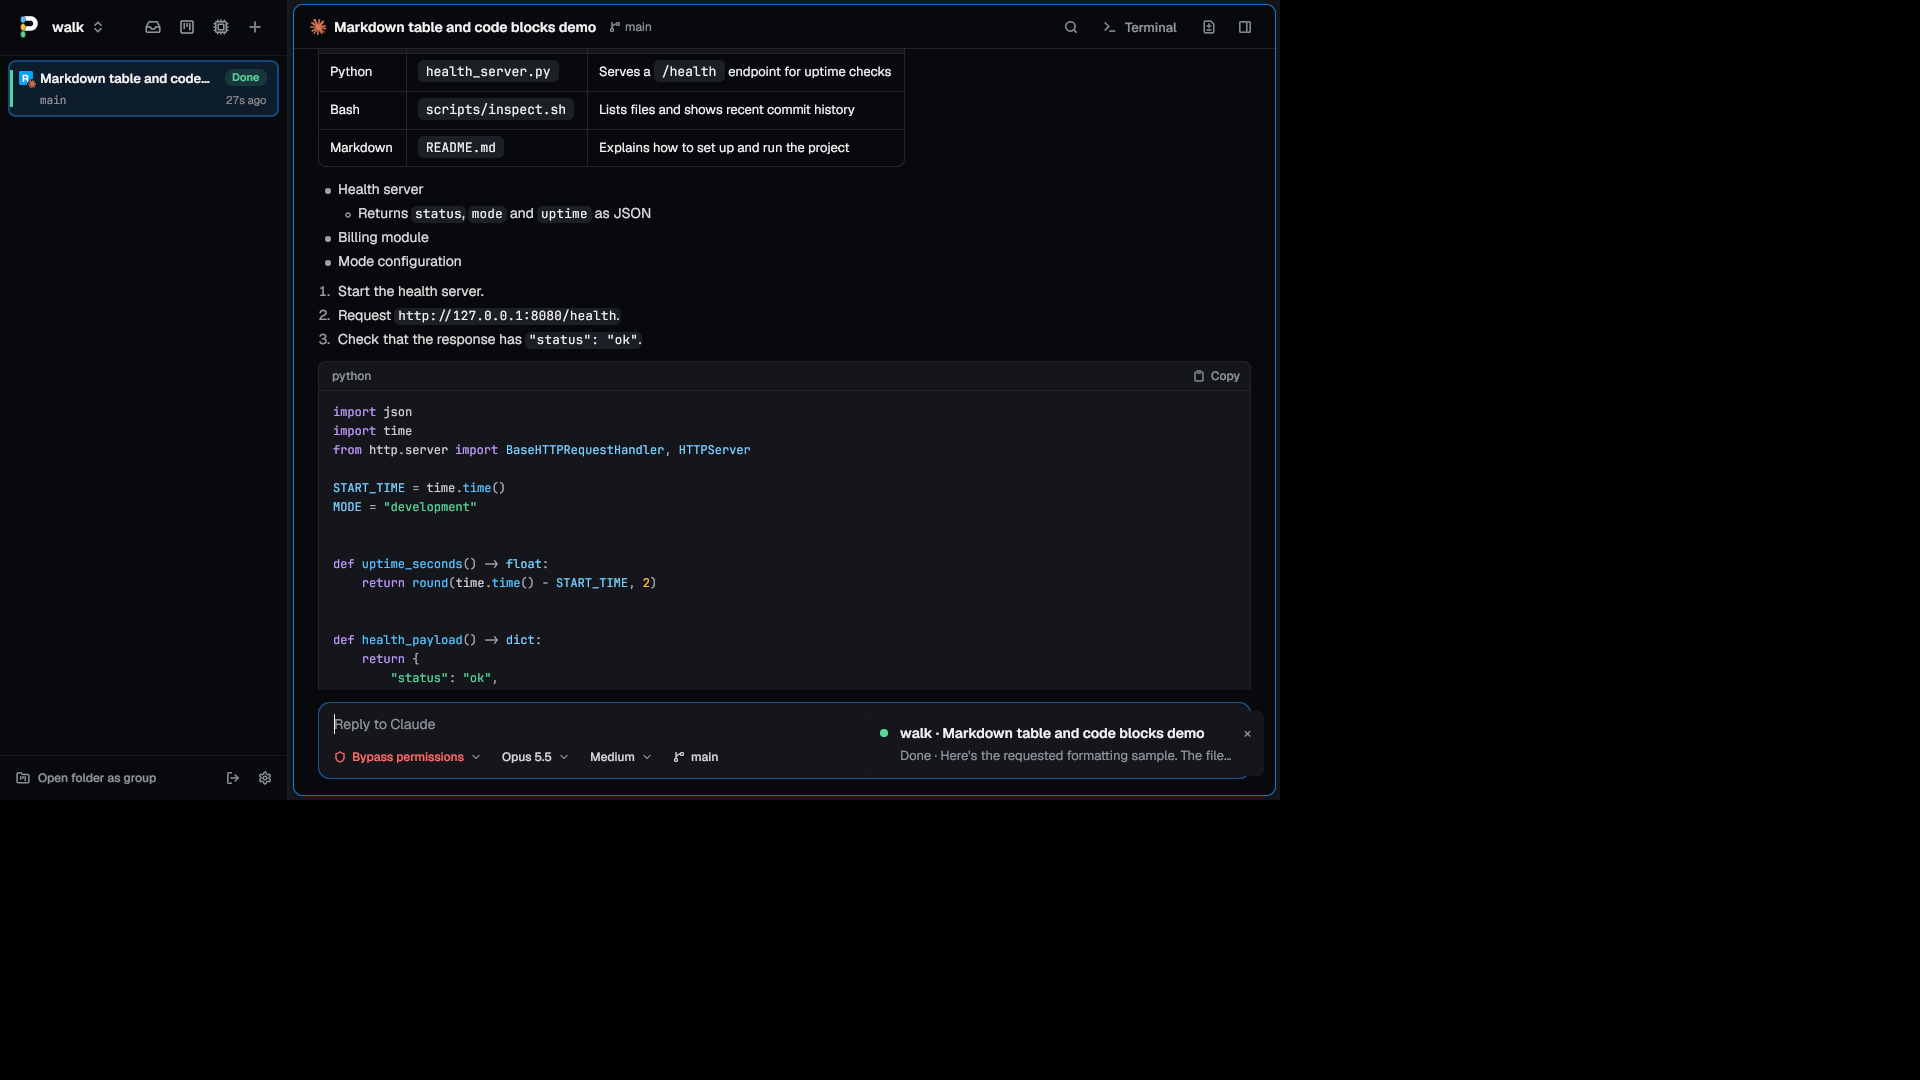 walk
Markdown table and code...
Done
main
27s ago
Open folder as group
Markdown table and code blocks demo
main
Terminal
Python health_server.py Serves a /health endpoint for uptime checks
Bash scripts/inspect.sh Lists files and shows recent commit history
Markdown README.md Explains how to set up and run the project
Health server
Returns status, mode and uptime as JSON
Billing module
Mode configuration
1. Start the health server.
2. Request http://127.0.0.1:8080/health.
3. Check that the response has "status": "ok".
python
Copy
import json
import time
from http.server import BaseHTTPRequestHandler, HTTPServer
START_TIME = time.time()
MODE = "development"
def uptime_seconds() -> float:
    return round(time.time() - START_TIME, 2)
def health_payload() -> dict:
    return {
        "status": "ok",
Reply to Claude
Bypass permissions Opus 5.5 Medium main
walk · Markdown table and code blocks demo
Done · Here's the requested formatting sample. The file...